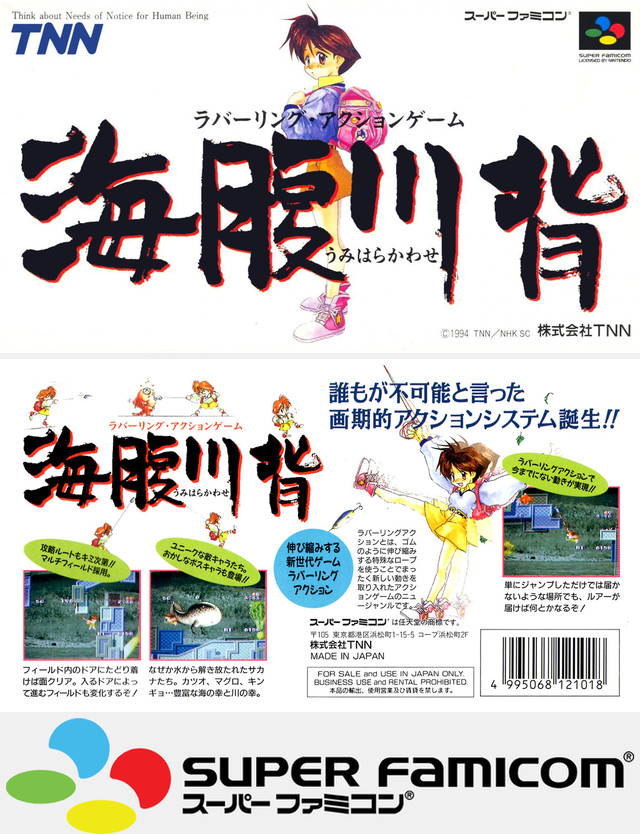 Think about Needs of Notice for Human Being
TNN
スーパーファミコン®
SUPER FAMICOM
LICENSED BY NINTENDO
ラバーリング・アクションゲーム
海腹川背
うみはらかわせ
©1994 TNN/NHK SC 株式会社TNN
ラバーリング・アクションゲーム
海腹川背
うみはらかわせ
誰もが不可能と言った
画期的アクションシステム誕生!!
ラバーリングアクションで
今までにない動きが実現!!
攻略ルートもキミ次第!!
マルチフィールド採用。
ユニークな敵キャラたち。
おかしなボスキャラも登場!!
伸び縮みする
新世代ゲーム
ラバーリング
アクション
ラバーリングアク
ションとは、ゴム
のように伸び縮み
する特殊なロープ
を使うことでまっ
たく新しい動きを
取り入れたアクシ
ョンゲームのニュ
ージャンルです。
単にジャンプしただけでは届か
ないような場所でも、ルアーが
届けば何とかなるぞ!
フィールド内のドアにたどり着
けば面クリア。入るドアによっ
て進むフィールドも変化するぞ!
なぜか水から解き放たれたサカ
ナたち。カツオ、マグロ、キン
ギョ…豊富な海の幸と川の幸。
スーパーファミコンは任天堂の商標です。
〒105 東京都港区浜松町1-15-5 コープ浜松町2F
株式会社TNN
MADE IN JAPAN
FOR SALE and USE IN JAPAN ONLY.
BUSINESS USE and RENTAL PROHIBITED.
本品の輸出、使用営業及び賃貸を禁じます。
4 995068 121018
SUPER FAMICOM®
スーパーファミコン®